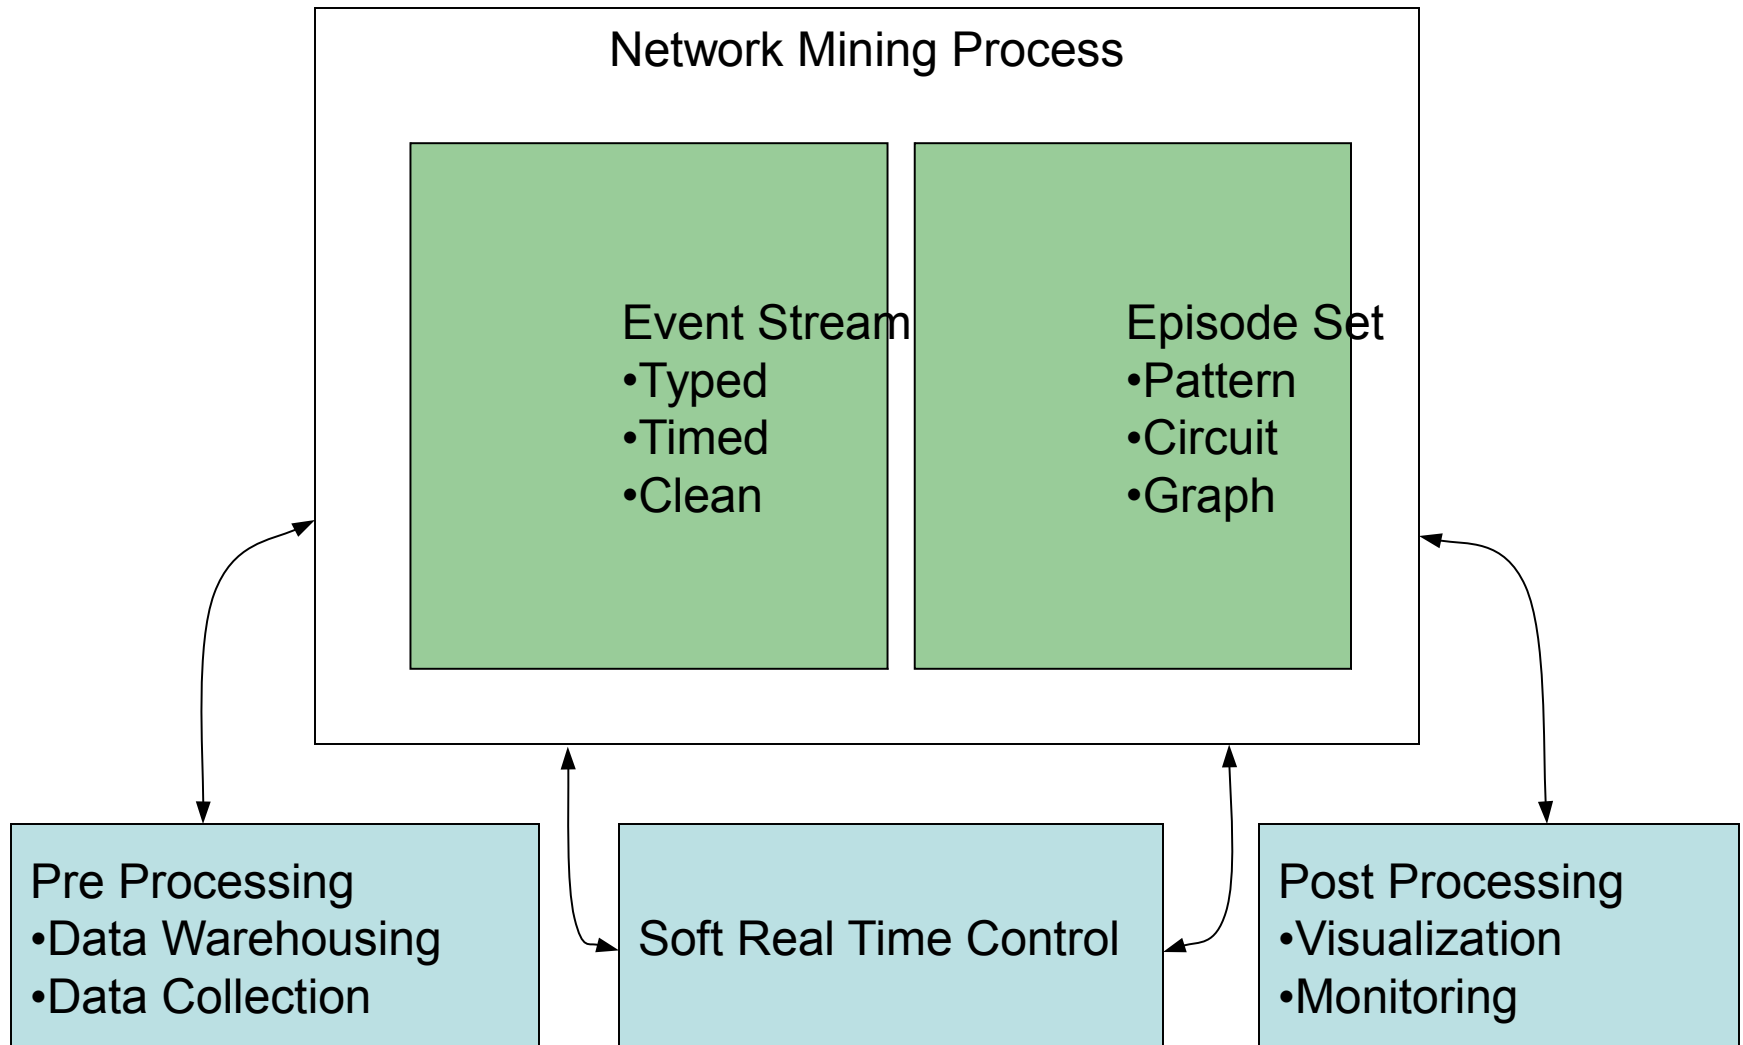 Network Mining Process
Event Stream
•Typed
•Timed
•Clean
Episode Set
•Pattern
•Circuit
•Graph
Pre Processing
•Data Warehousing
•Data Collection
Soft Real Time Control
Post Processing
•Visualization
•Monitoring